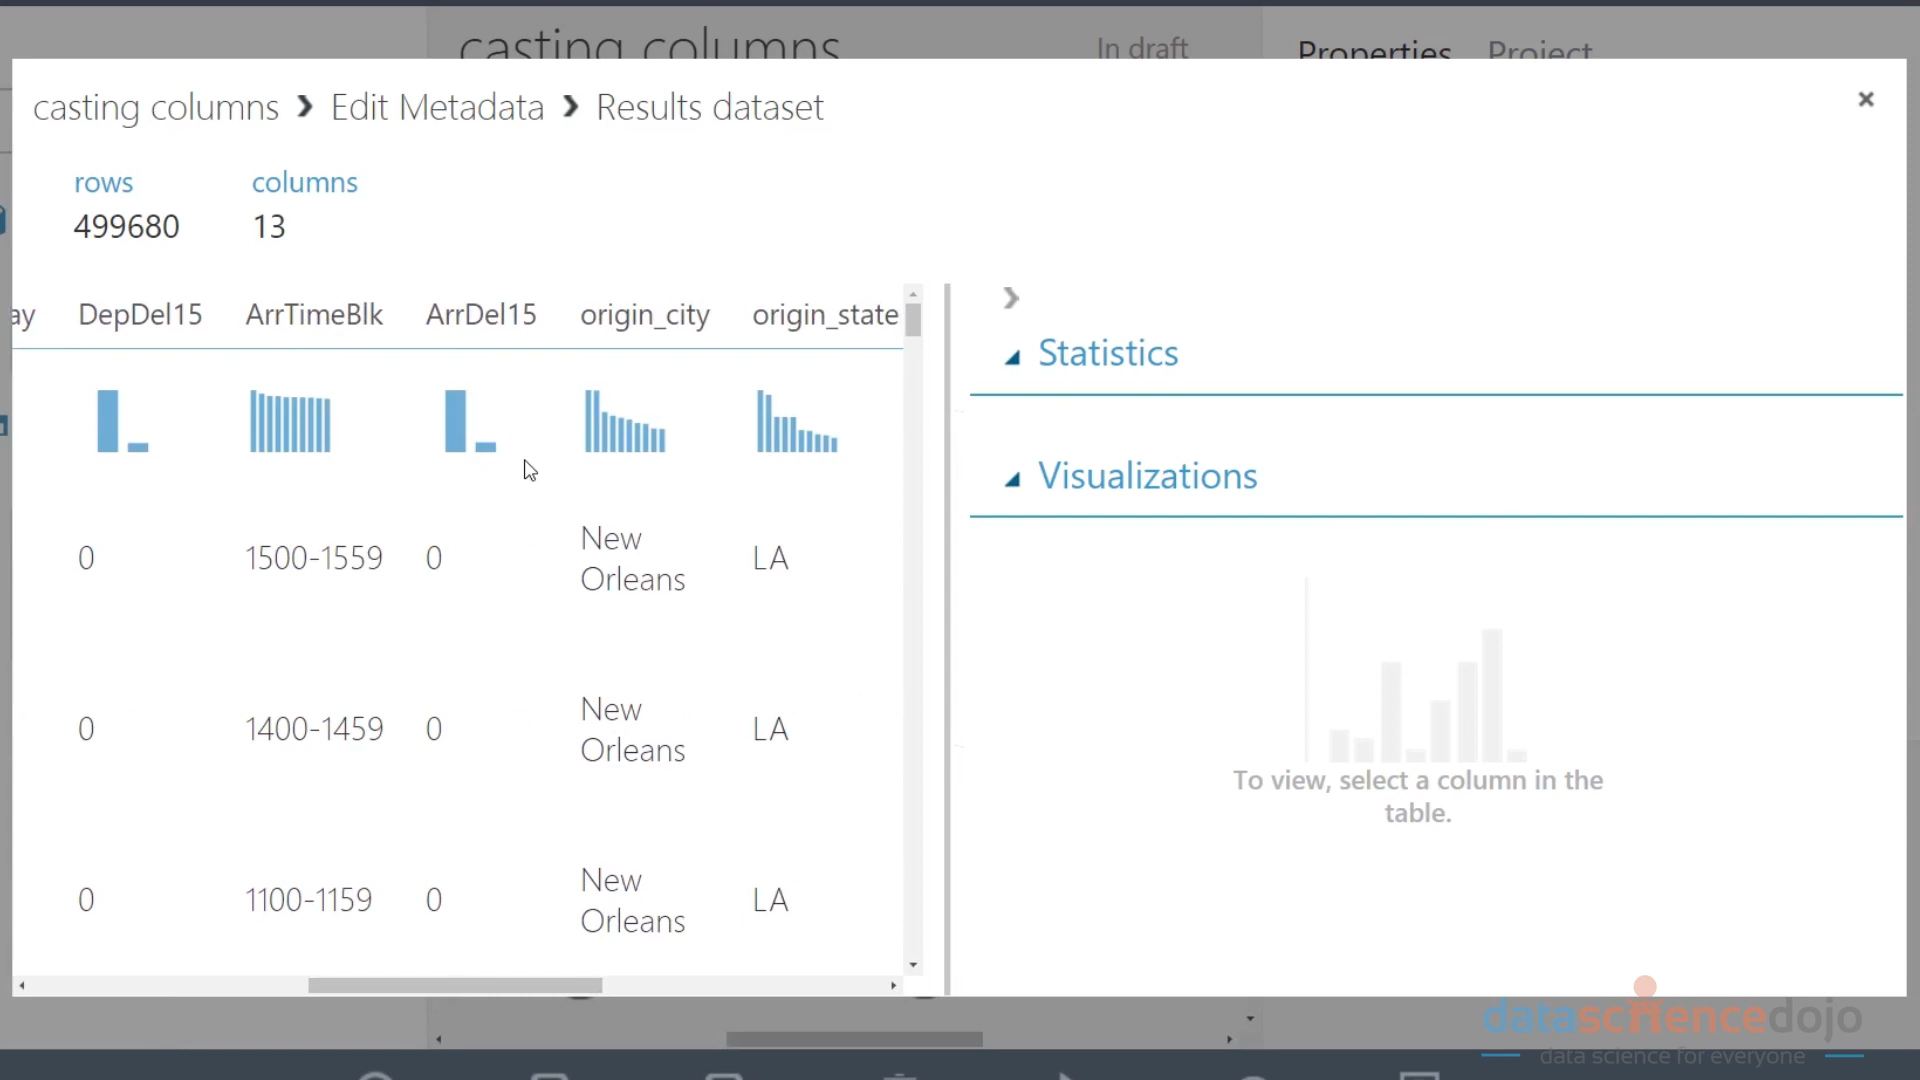 casting columns
In draft
Properties Project
casting columns > Edit Metadata > Results dataset
×
rows columns
499680 13
ay DepDel15 ArrTimeBlk ArrDel15 origin_city origin_state
0 1500-1559 0 New Orleans LA
0 1400-1459 0 New Orleans LA
0 1100-1159 0 New Orleans LA
Statistics
Visualizations
To view, select a column in the
table.
datasciencedojo
data science for everyone